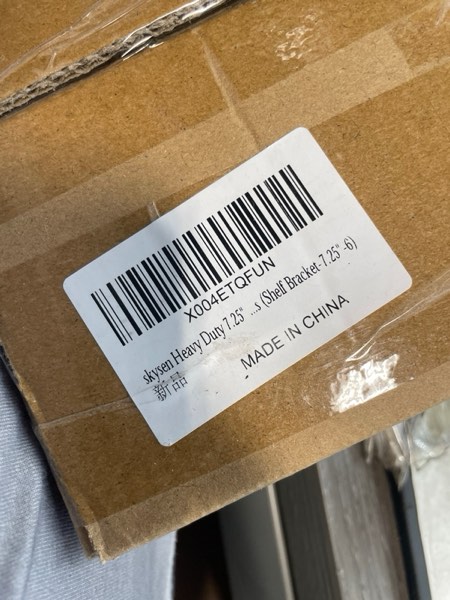 X004ETQFUN
skysen Heavy Duty 7.25" ...s (Shelf Bracket-7.25"-6)
新品
MADE IN CHINA